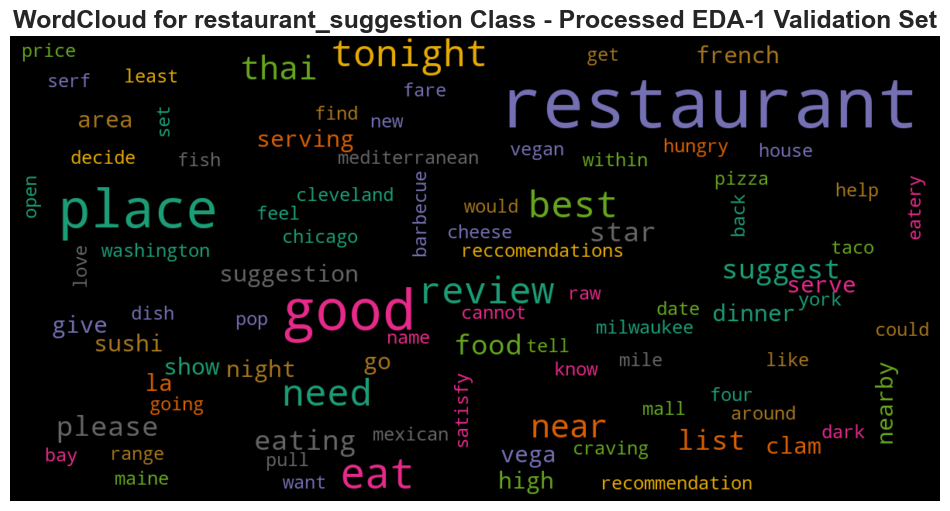 WordCloud for restaurant_suggestion Class - Processed EDA-1 Validation Set
price
tonight
get
french
serf
least
thai
fare
restaurant
area
set
find
new
serving
decide
fish
mediterranean
vegan
within
hungry
house
open
place
cleveland
feel
chicago
barbecue
would
best
pizza
help
back
eatery
love
washington
cheese
star
reccomendations
taco
suggestion
suggest
serve
york
give
dish
pop
good
review
raw
cannot
date
dinner
milwaukee
could
sushi
name
food
tell
show
night
go
know
mile
like
la
going
need
satisfy
four
mall
around
nearby
please
eating
mexican
near
list
clam
dark
bay
range
pull
vega
craving
maine
want
eat
high
recommendation